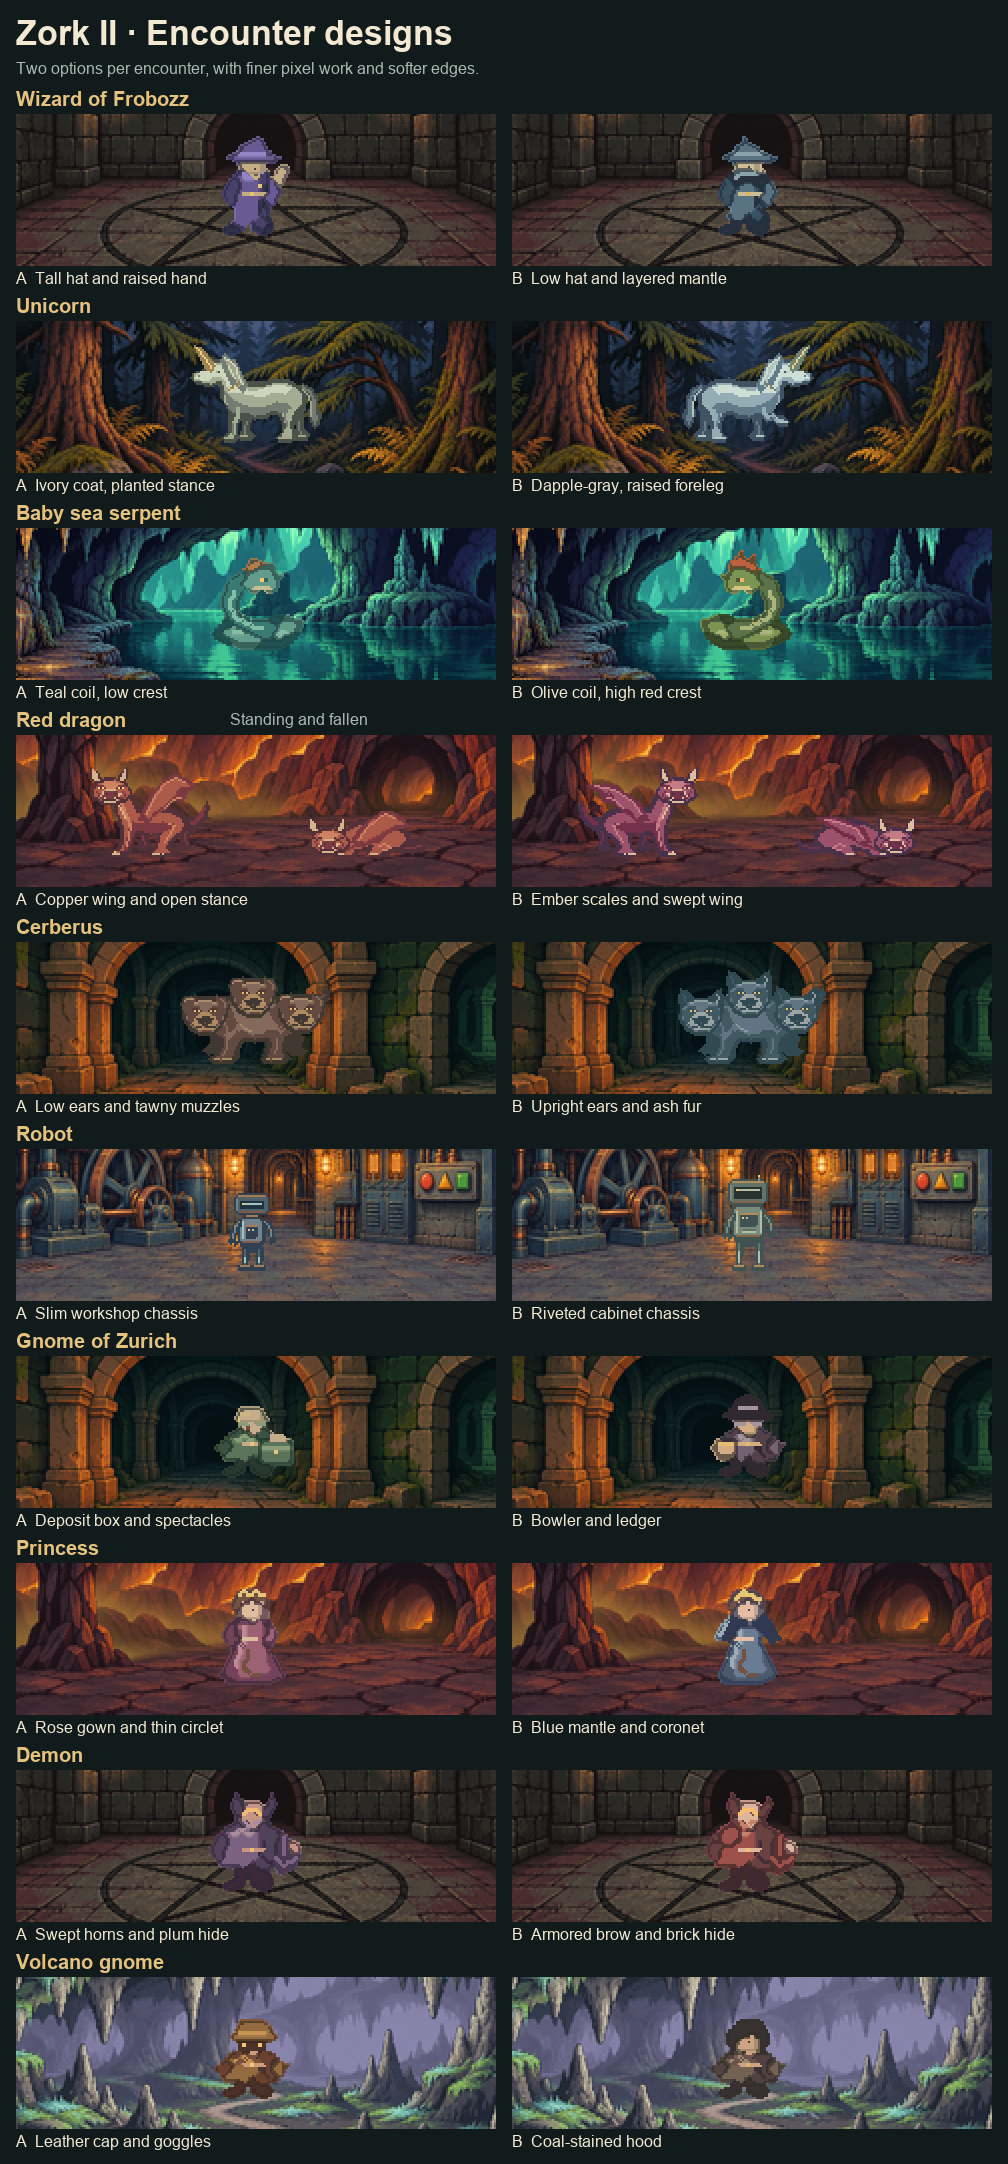 Zork II · Encounter designs
Two options per encounter, with finer pixel work and softer edges.
Wizard of Frobozz
A Tall hat and raised hand
B Low hat and layered mantle
Unicorn
A Ivory coat, planted stance
B Dapple-gray, raised foreleg
Baby sea serpent
A Teal coil, low crest
B Olive coil, high red crest
Red dragon
Standing and fallen
A Copper wing and open stance
B Ember scales and swept wing
Cerberus
A Low ears and tawny muzzles
B Upright ears and ash fur
Robot
A Slim workshop chassis
B Riveted cabinet chassis
Gnome of Zurich
A Deposit box and spectacles
B Bowler and ledger
Princess
A Rose gown and thin circlet
B Blue mantle and coronet
Demon
A Swept horns and plum hide
B Armored brow and brick hide
Volcano gnome
A Leather cap and goggles
B Coal-stained hood